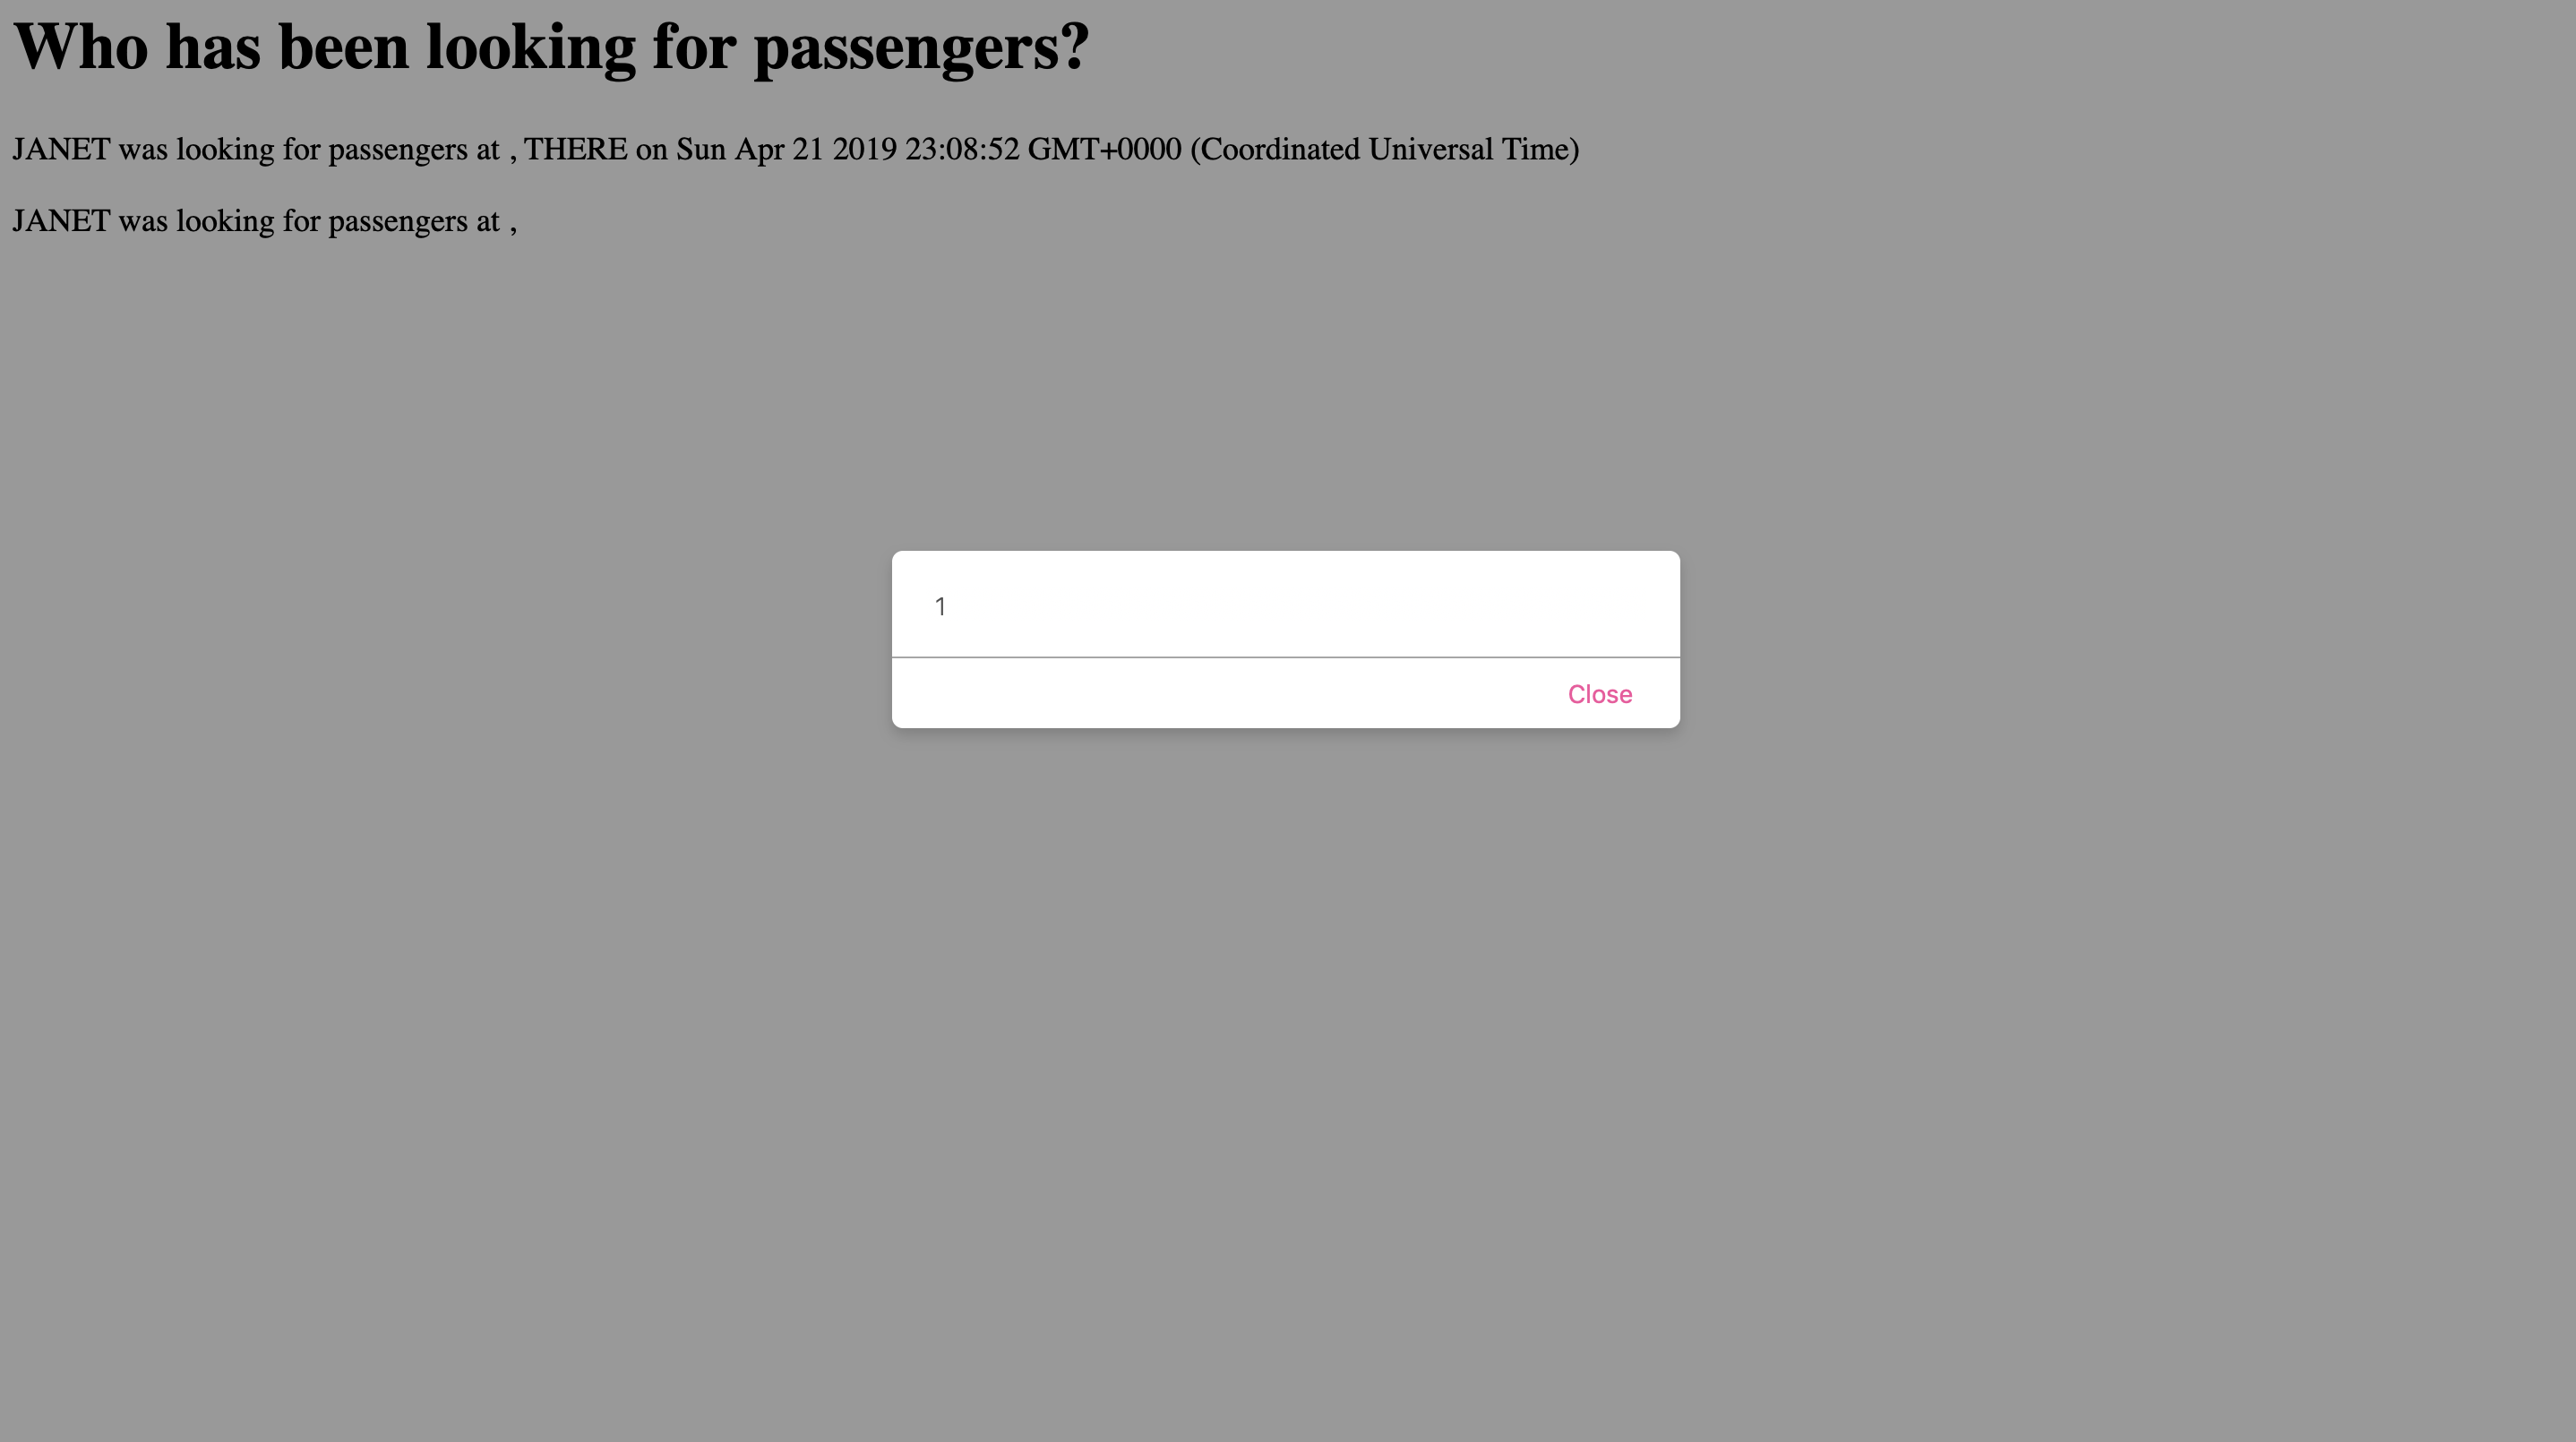 Who has been looking for passengers?
JANET was looking for passengers at , THERE on Sun Apr 21 2019 23:08:52 GMT+0000 (Coordinated Universal Time)
JANET was looking for passengers at ,
1
Close